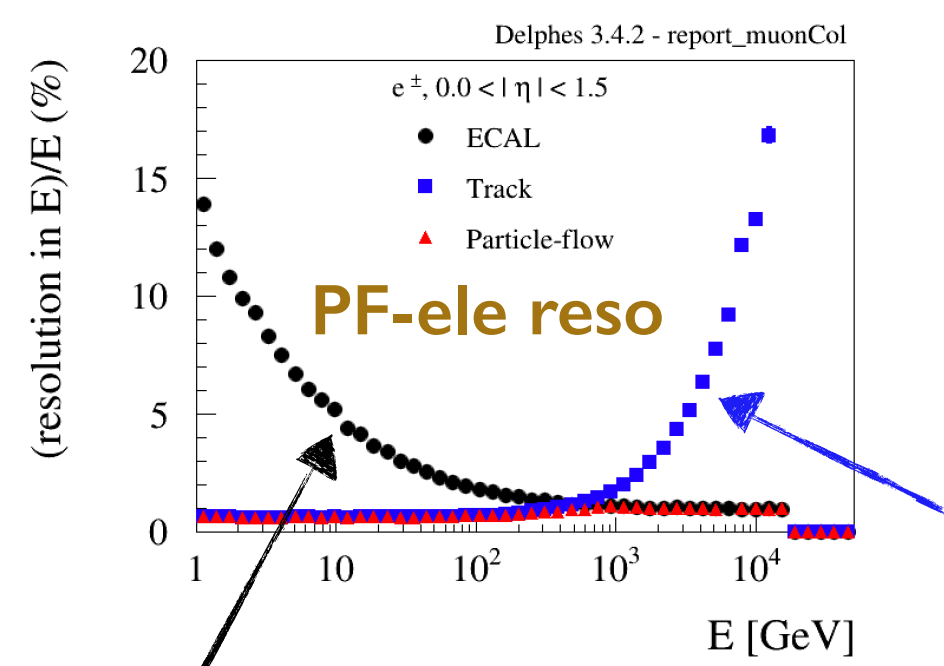 Delphes 3.4.2 - report_muonCol
(resolution in E)/E (%)
20
15
10
5
0
e ±, 0.0 < | η | < 1.5
ECAL
Track
Particle-flow
PF-ele reso
1
10
10²
10³
10⁴
E [GeV]